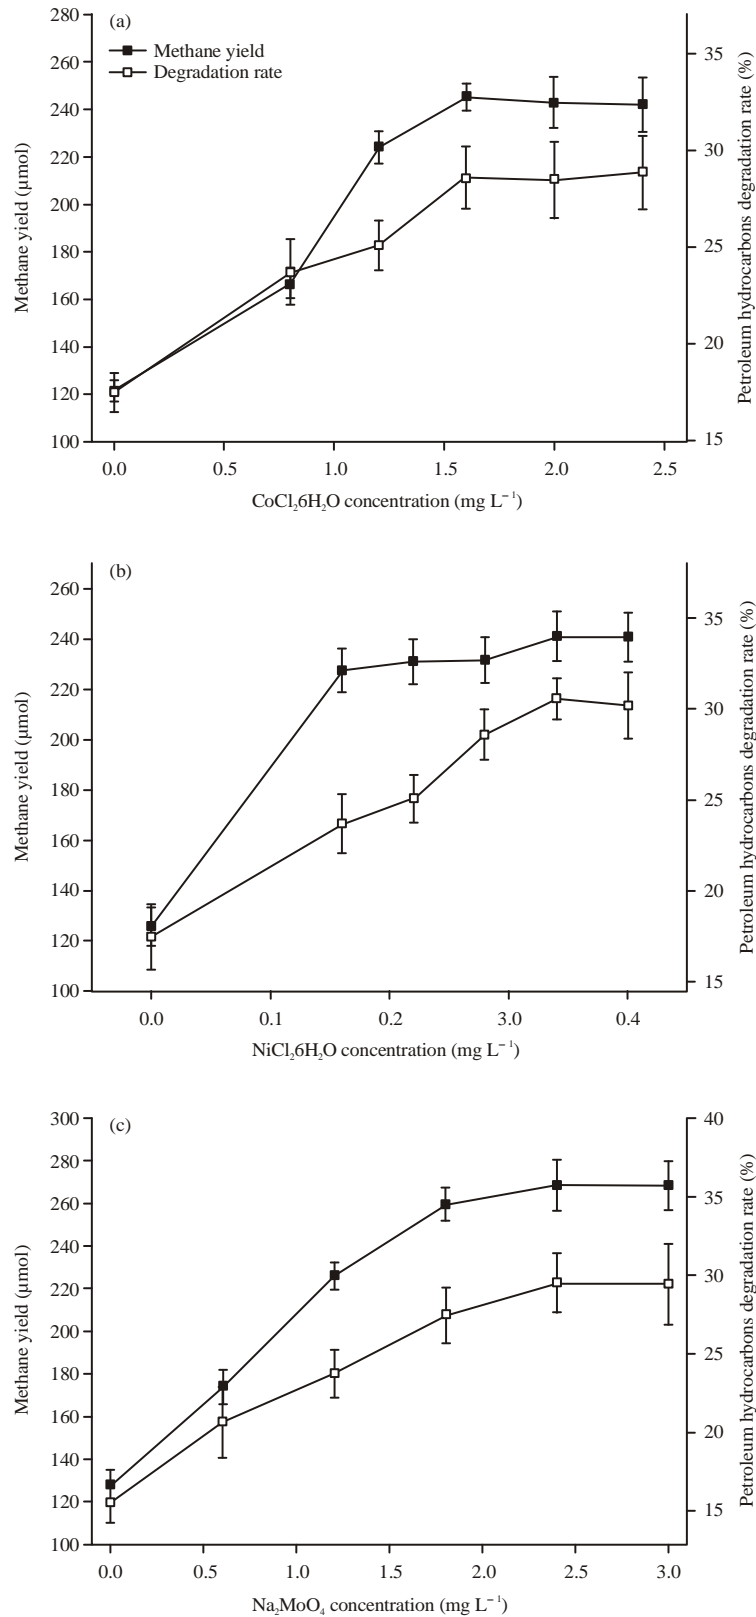 (a)
Methane yield
Degradation rate
280
260
240
220
200
180
160
140
120
100
Methane yield (µmol)
35
30
25
20
15
Petroleum hydrocarbons degradation rate (%)
0.0 0.5 1.0 1.5 2.0 2.5
CoCl₂6H₂O concentration (mg L⁻¹)
(b)
260
240
220
200
180
160
140
120
100
Methane yield (µmol)
35
30
25
20
15
Petroleum hydrocarbons degradation rate (%)
0.0 0.1 0.2 3.0 0.4
NiCl₂6H₂O concentration (mg L⁻¹)
(c)
300
280
260
240
220
200
180
160
140
120
100
Methane yield (µmol)
40
35
30
25
20
15
Petroleum hydrocarbons degradation rate (%)
0.0 0.5 1.0 1.5 2.0 2.5 3.0
Na₂MoO₄ concentration (mg L⁻¹)